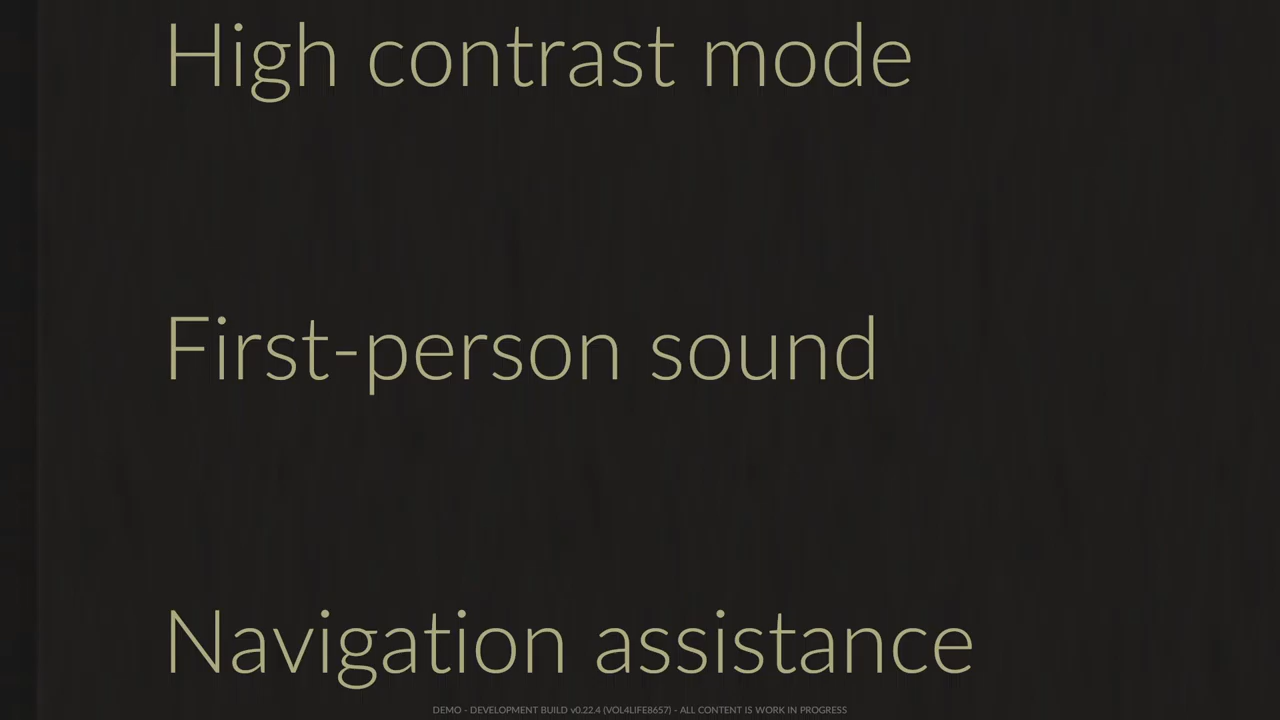 High contrast mode
First-person sound
Navigation assistance
DEMO - DEVELOPMENT BUILD v0.22.4 (VOL4LIFE8657) - ALL CONTENT IS WORK IN PROGRESS